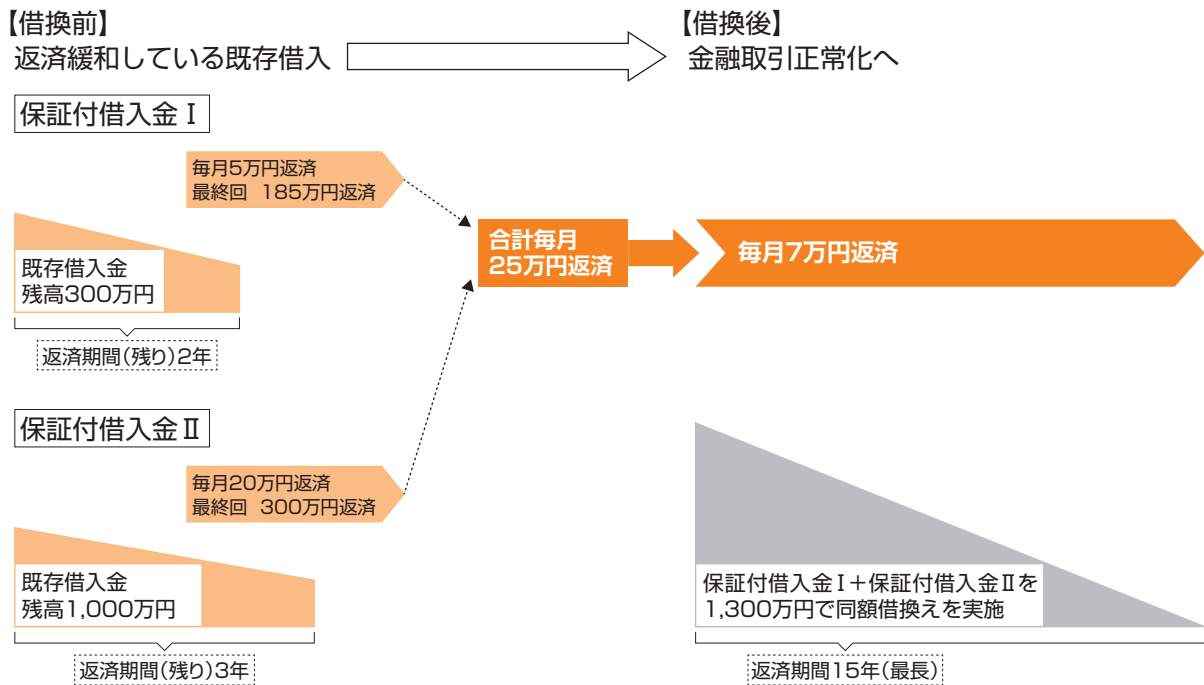 【借換前】
返済緩和している既存借入
【借換後】
金融取引正常化へ
保証付借入金Ⅰ
毎月5万円返済
最終回 185万円返済
既存借入金
残高300万円
返済期間(残り)2年
合計毎月
25万円返済
毎月7万円返済
保証付借入金Ⅱ
毎月20万円返済
最終回 300万円返済
既存借入金
残高1,000万円
返済期間(残り)3年
保証付借入金Ⅰ+保証付借入金Ⅱを
1,300万円で同額借換えを実施
返済期間15年(最長)